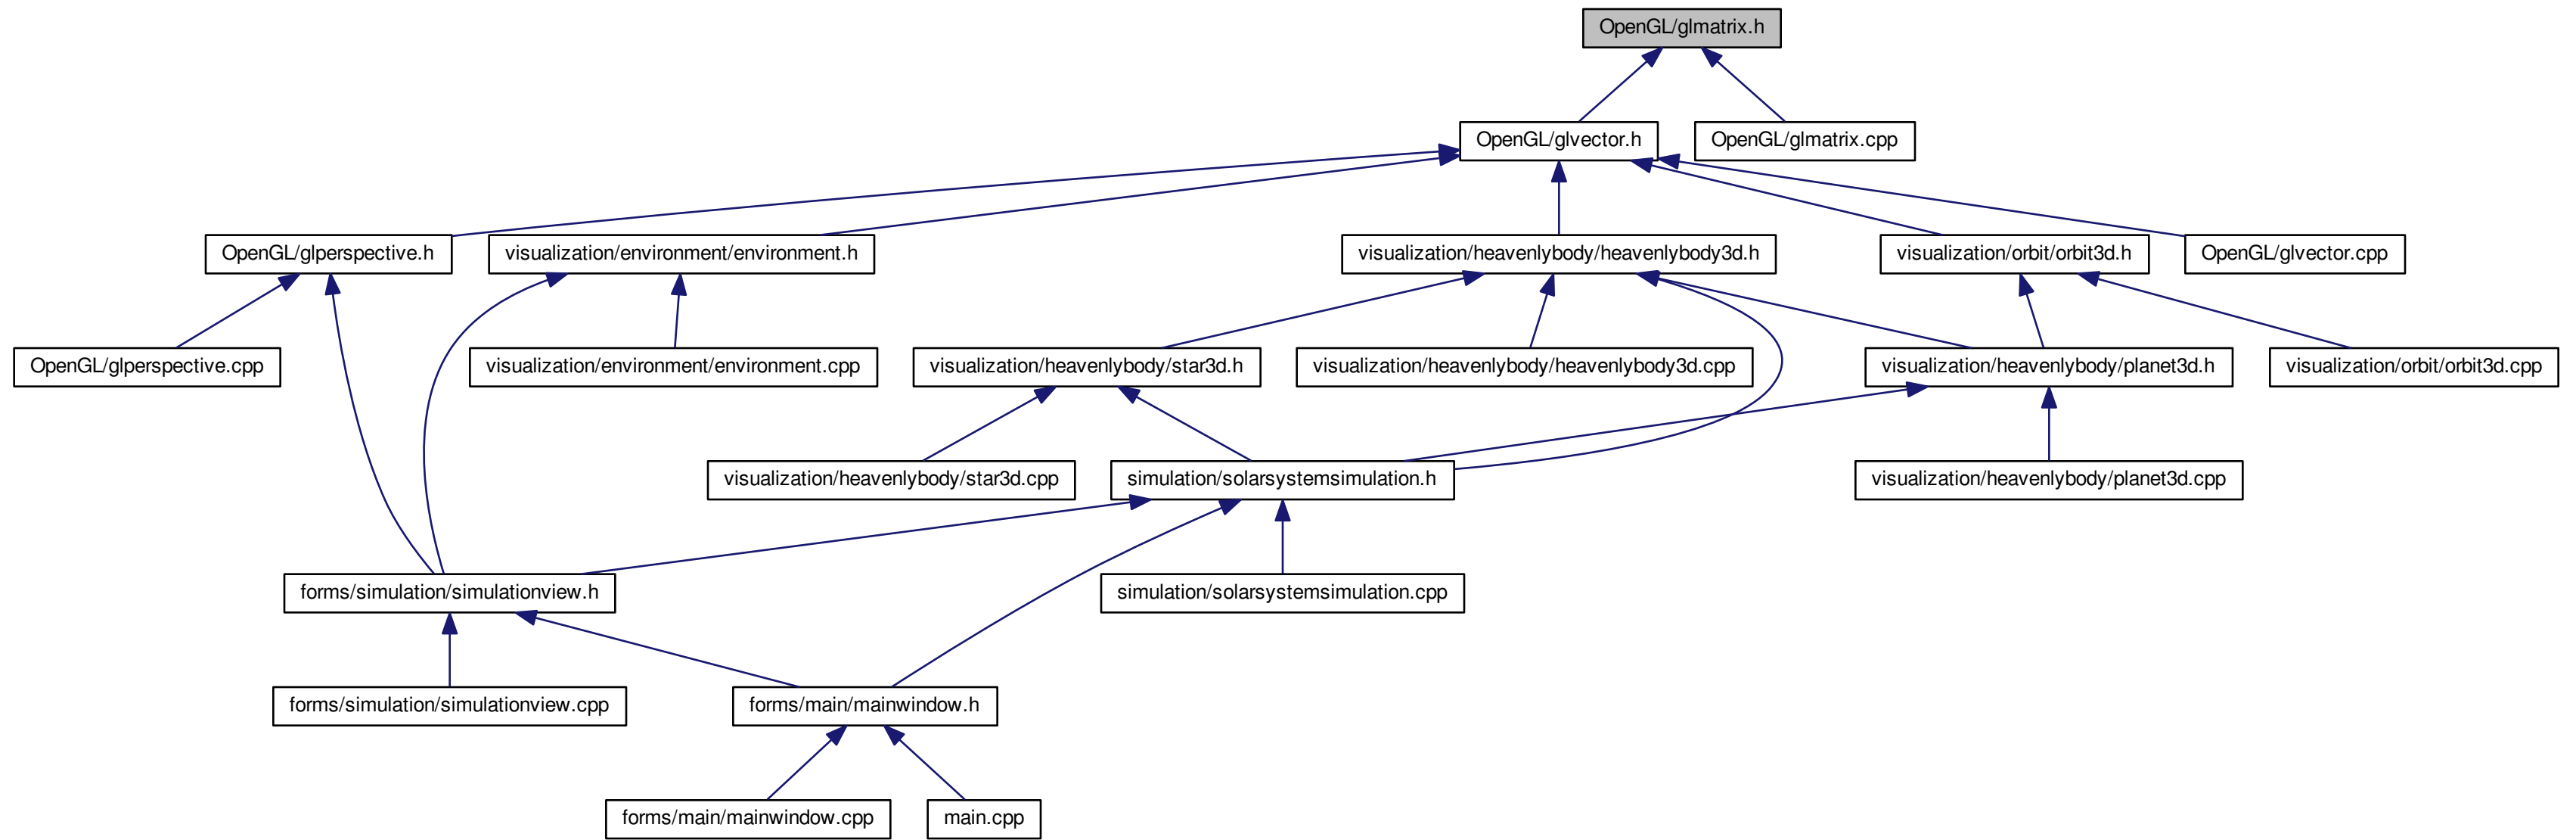 OpenGL/glmatrix.h
OpenGL/glvector.h
OpenGL/glmatrix.cpp
OpenGL/glperspective.h
visualization/environment/environment.h
visualization/heavenlybody/heavenlybody3d.h
visualization/orbit/orbit3d.h
OpenGL/glvector.cpp
OpenGL/glperspective.cpp
visualization/environment/environment.cpp
visualization/heavenlybody/star3d.h
visualization/heavenlybody/heavenlybody3d.cpp
visualization/heavenlybody/planet3d.h
visualization/orbit/orbit3d.cpp
visualization/heavenlybody/star3d.cpp
simulation/solarsystemsimulation.h
visualization/heavenlybody/planet3d.cpp
forms/simulation/simulationview.h
simulation/solarsystemsimulation.cpp
forms/simulation/simulationview.cpp
forms/main/mainwindow.h
forms/main/mainwindow.cpp
main.cpp